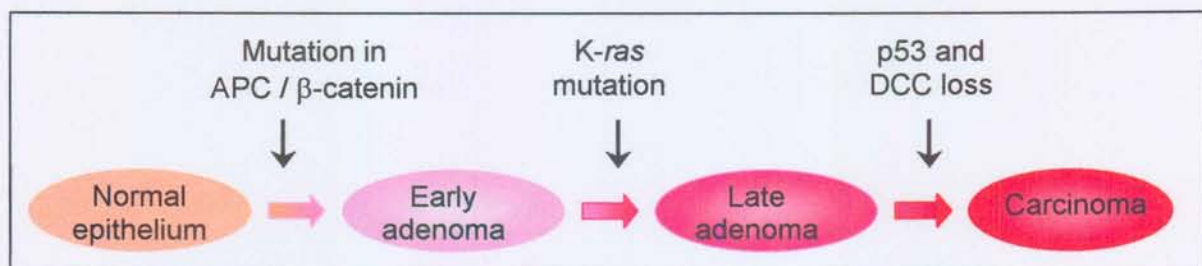 Mutation in
APC / β-catenin
K-ras
mutation
p53 and
DCC loss
Normal
epithelium
Early
adenoma
Late
adenoma
Carcinoma